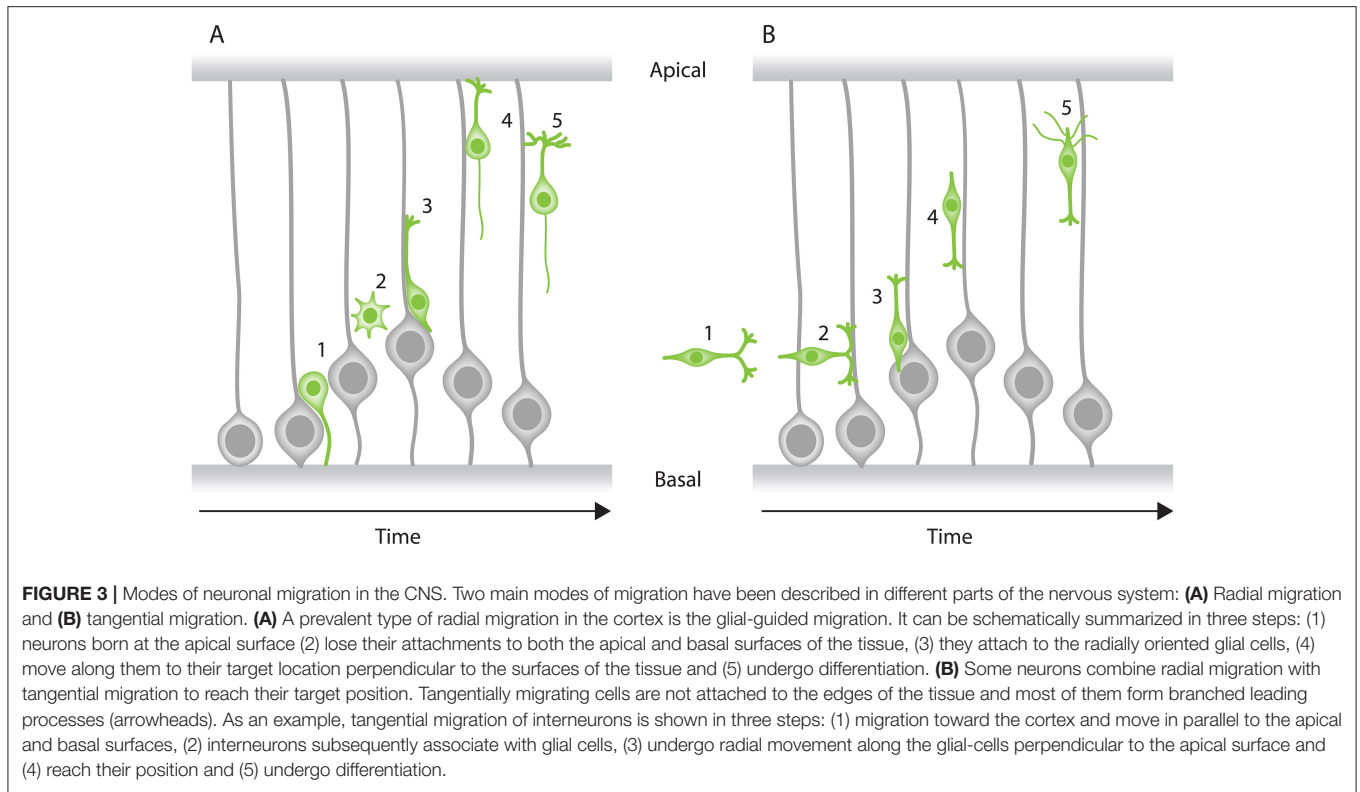 A
B
Apical
4
5
5
3
4
2
3
1
1
2
Basal
Time
Time
FIGURE 3 | Modes of neuronal migration in the CNS. Two main modes of migration have been described in different parts of the nervous system: (A) Radial migration
and (B) tangential migration. (A) A prevalent type of radial migration in the cortex is the glial-guided migration. It can be schematically summarized in three steps: (1)
neurons born at the apical surface (2) lose their attachments to both the apical and basal surfaces of the tissue, (3) they attach to the radially oriented glial cells, (4)
move along them to their target location perpendicular to the surfaces of the tissue and (5) undergo differentiation. (B) Some neurons combine radial migration with
tangential migration to reach their target position. Tangentially migrating cells are not attached to the edges of the tissue and most of them form branched leading
processes (arrowheads). As an example, tangential migration of interneurons is shown in three steps: (1) migration toward the cortex and move in parallel to the apical
and basal surfaces, (2) interneurons subsequently associate with glial cells, (3) undergo radial movement along the glial-cells perpendicular to the apical surface and
(4) reach their position and (5) undergo differentiation.